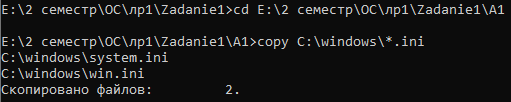 E:\2 семестр\ОС\лр1\Zadanie1>cd E:\2 семестр\ОС\лр1\Zadanie1\A1
E:\2 семестр\ОС\лр1\Zadanie1\A1>copy C:\windows\*.ini
C:\windows\system.ini
C:\windows\win.ini
Скопировано файлов:         2.